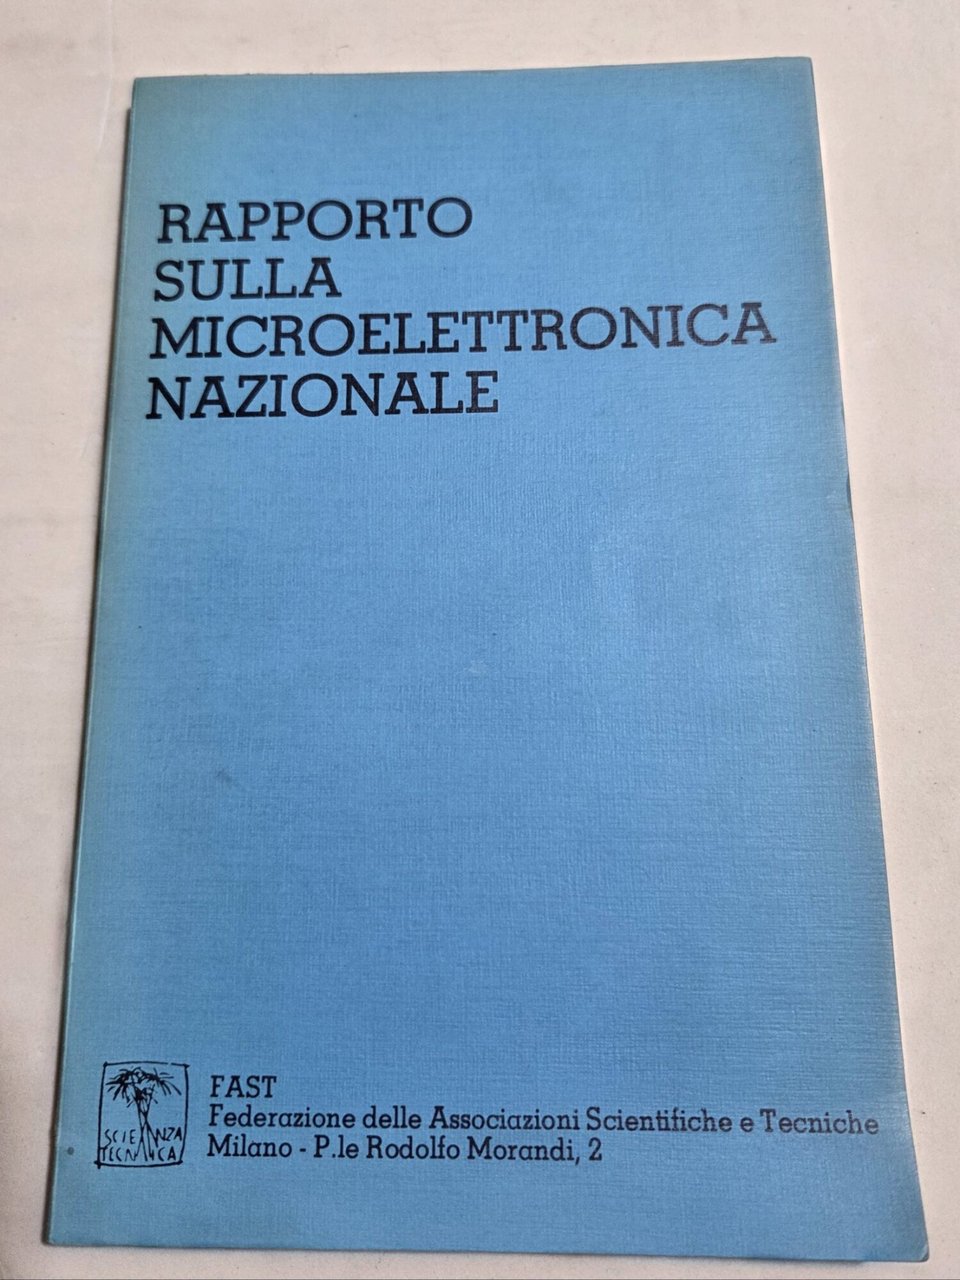 RAPPORTO
SULLA
MICROELETTRONICA
NAZIONALE
SCIENZA
TECNICA
FAST
Federazione delle Associazioni Scientifiche e Tecniche
Milano - P.le Rodolfo Morandi, 2